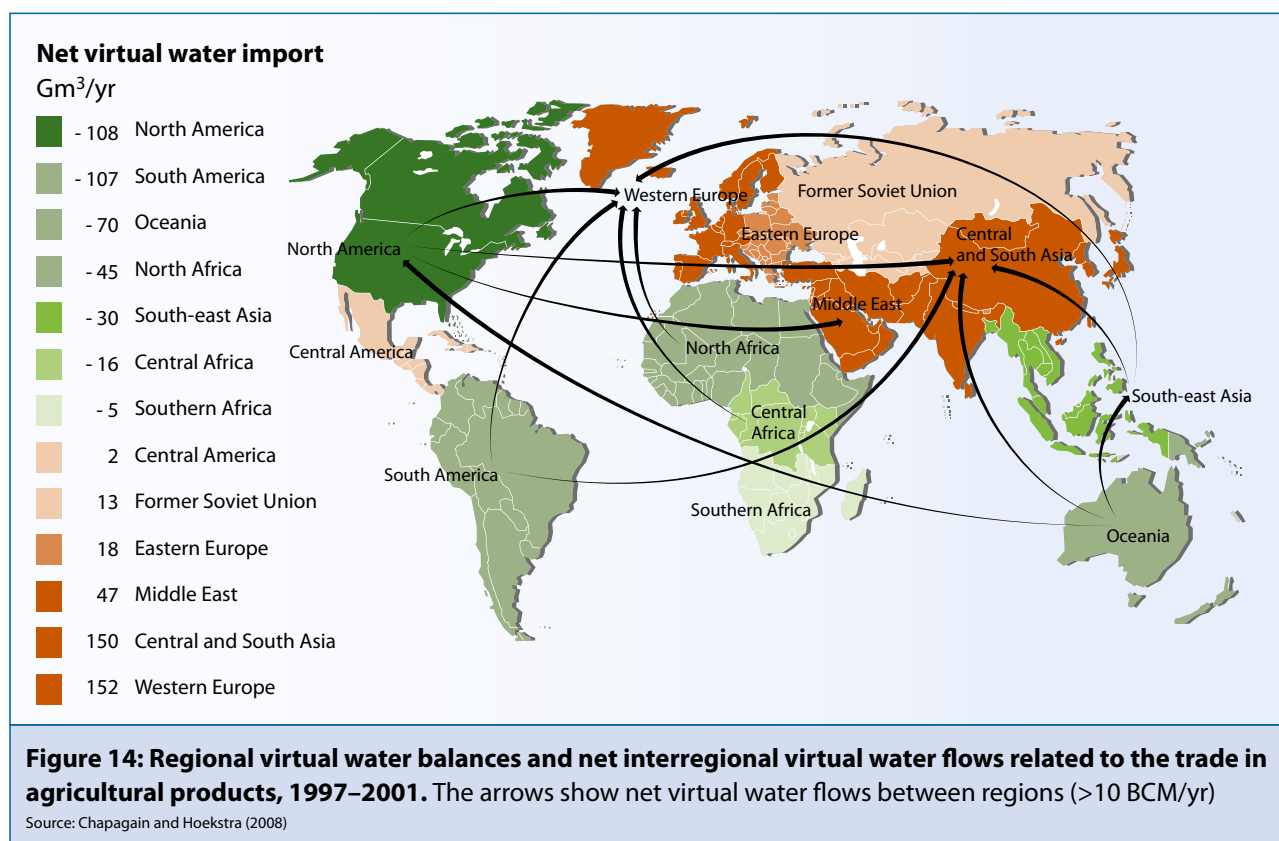 Net virtual water import
Gm³/yr
- 108 North America
- 107 South America
- 70 Oceania
- 45 North Africa
- 30 South-east Asia
- 16 Central Africa
- 5 Southern Africa
2 Central America
13 Former Soviet Union
18 Eastern Europe
47 Middle East
150 Central and South Asia
152 Western Europe
Western Europe
Former Soviet Union
Eastern Europe
Central
and South Asia
North America
Middle East
Central America
North Africa
South-east Asia
Central
Africa
South America
Southern Africa
Oceania
Figure 14: Regional virtual water balances and net interregional virtual water flows related to the trade in
agricultural products, 1997–2001. The arrows show net virtual water flows between regions (>10 BCM/yr)
Source: Chapagain and Hoekstra (2008)